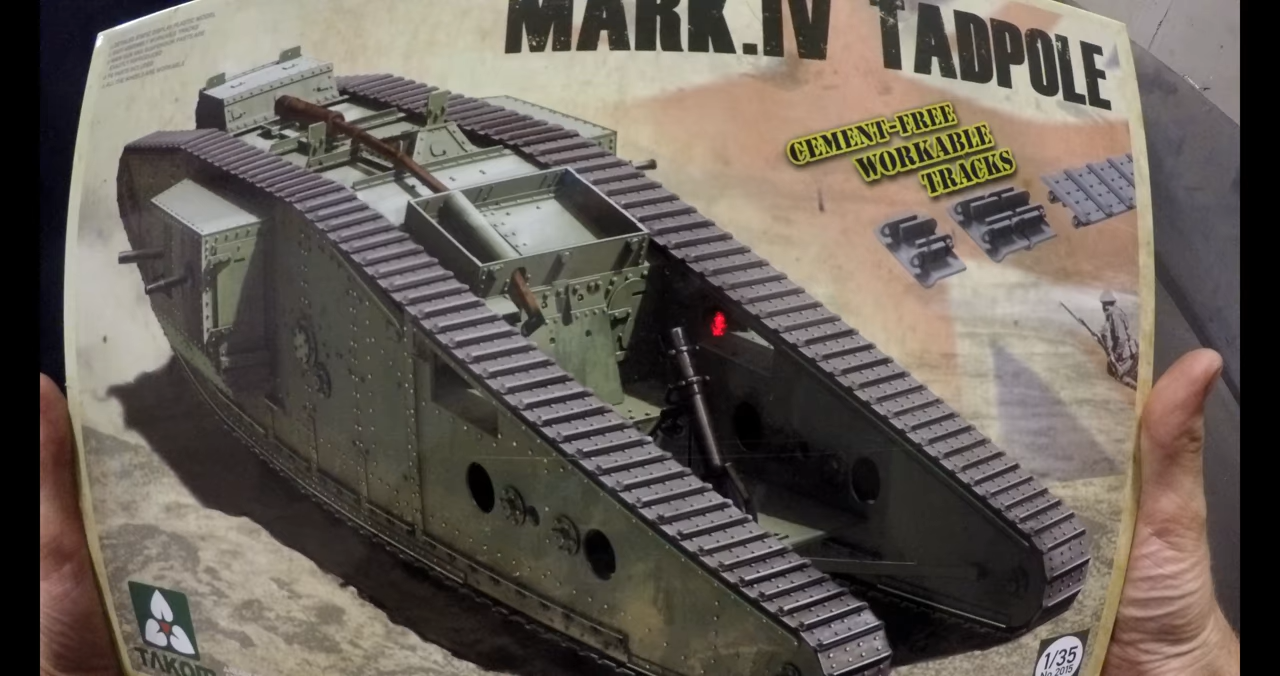 MARK.IV TADPOLE
CEMENT-FREE
WORKABLE
TRACKS
TAKOM
1/35
No.2015